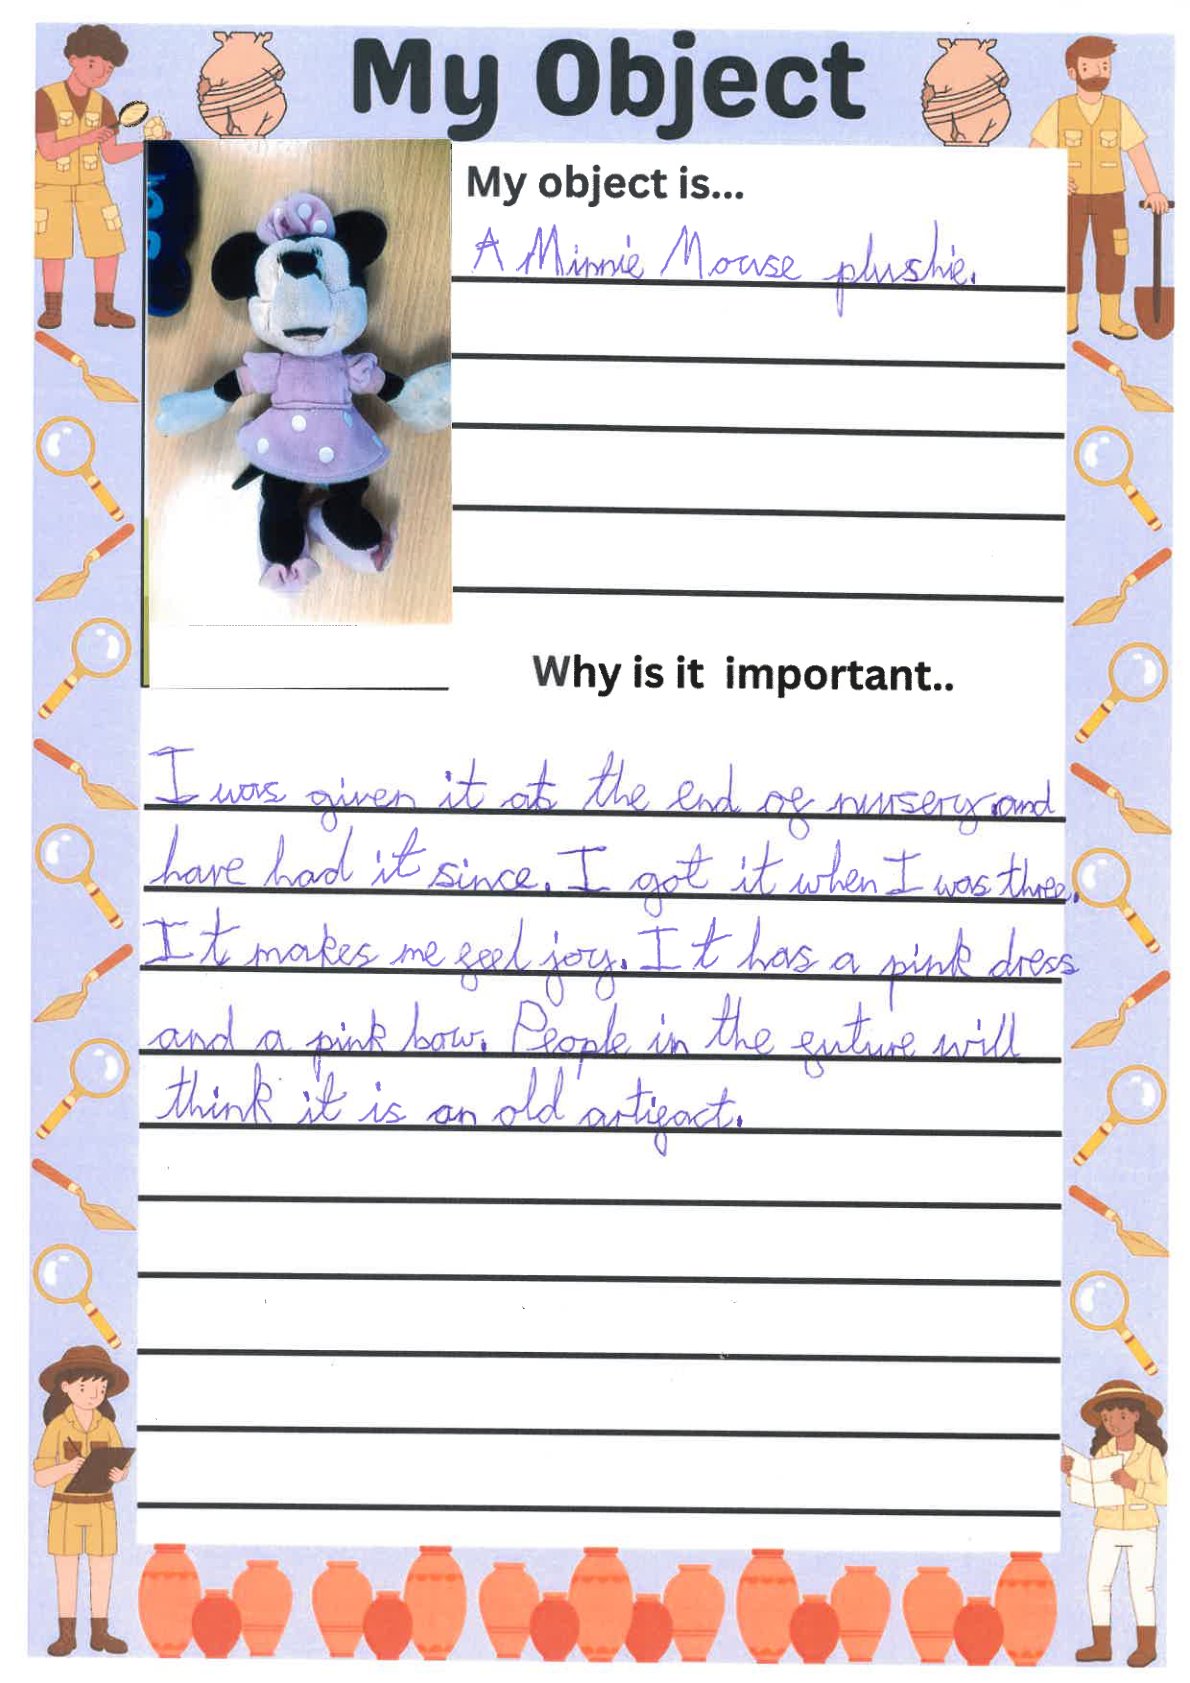 My Object
My object is...
A Minnie Mouse plushie.
Why is it important..
I was given it at the end of nursery and
have had it since. I got it when I was three.
It makes me feel joy. It has a pink dress
and a pink bow. People in the future will
think it is an old artifact.